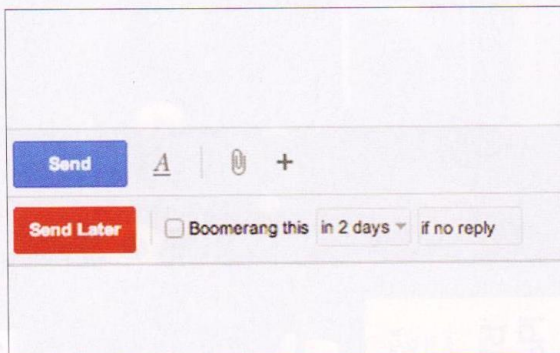 Send A +
Send Later Boomerang this in 2 days if no reply